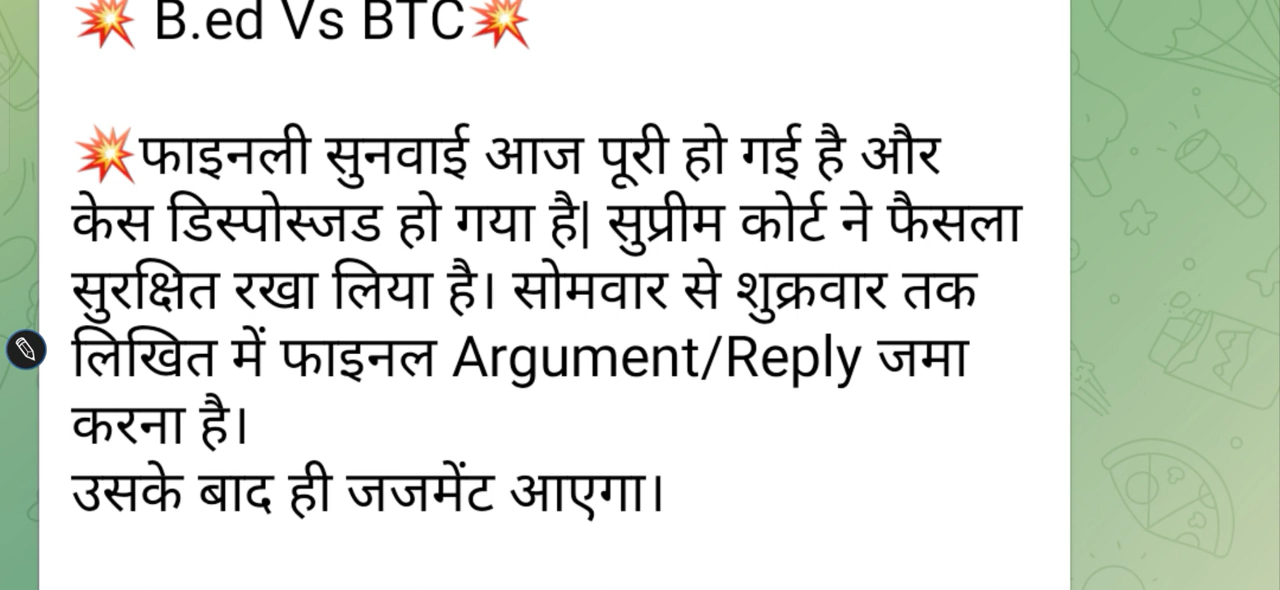 💥 B.ed Vs BTC💥
💥फाइनली सुनवाई आज पूरी हो गई है और
केस डिस्पोस्जड हो गया है| सुप्रीम कोर्ट ने फैसला
सुरक्षित रखा लिया है। सोमवार से शुक्रवार तक
लिखित में फाइनल Argument/Reply जमा
करना है।
उसके बाद ही जजमेंट आएगा।